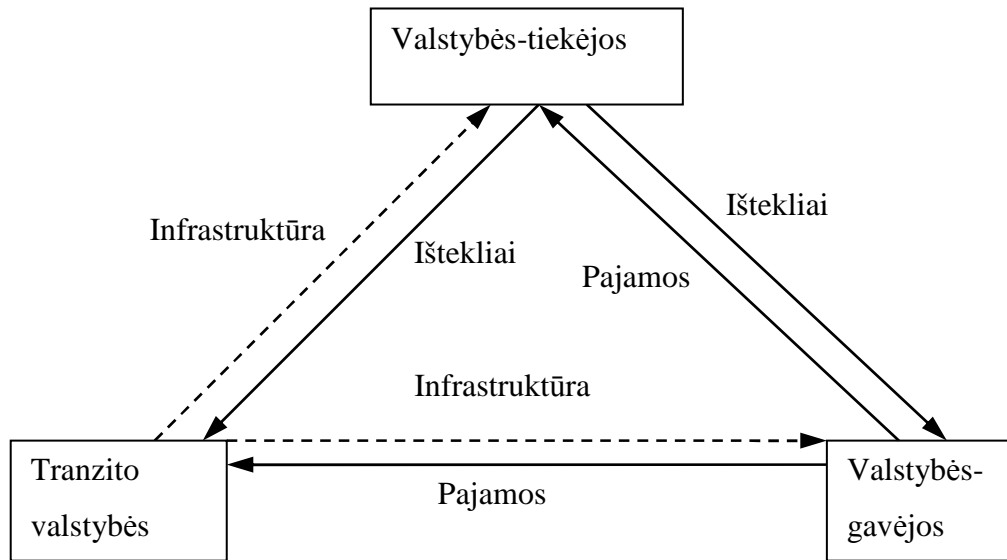 Valstybės-tiekėjos
Ištekliai
Infrastruktūra
Ištekliai
Pajamos
Infrastruktūra
Tranzito
valstybės
Pajamos
Valstybės-
gavėjos